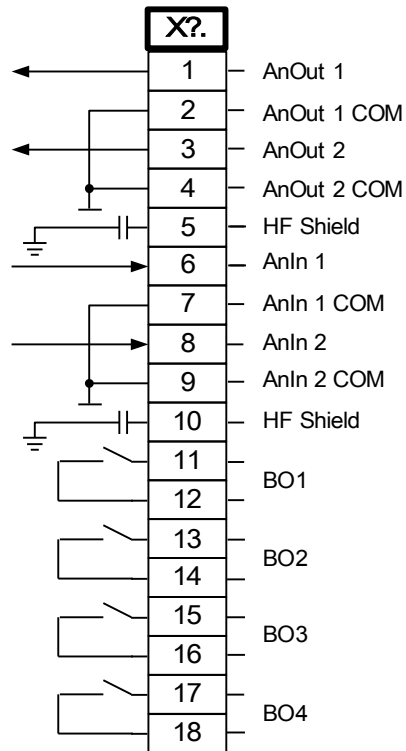 X?.
1 AnOut 1
2 AnOut 1 COM
3 AnOut 2
4 AnOut 2 COM
5 HF Shield
6 AnIn 1
7 AnIn 1 COM
8 AnIn 2
9 AnIn 2 COM
10 HF Shield
11
BO1
12
13
BO2
14
15
BO3
16
17
BO4
18